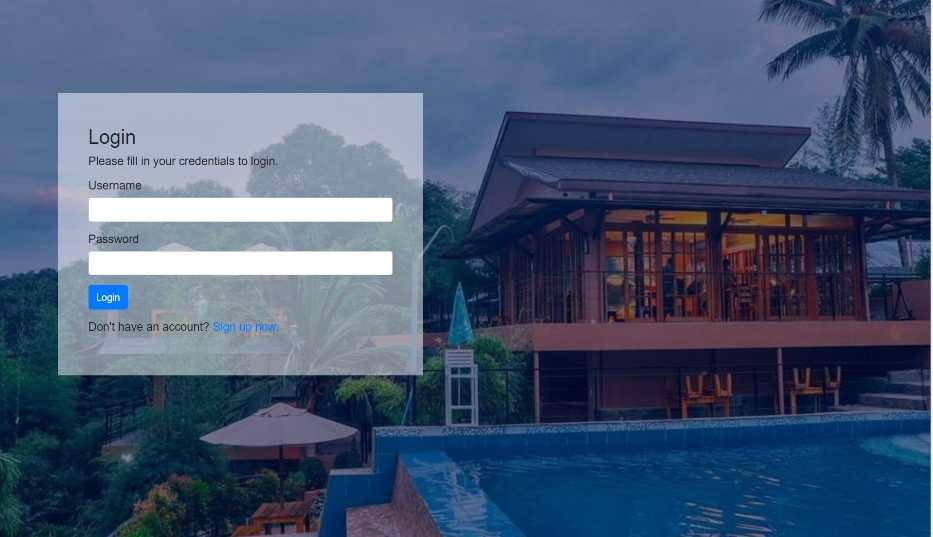 Login
Please fill in your credentials to login.
Username
Password
Login
Don't have an account? Sign up now.